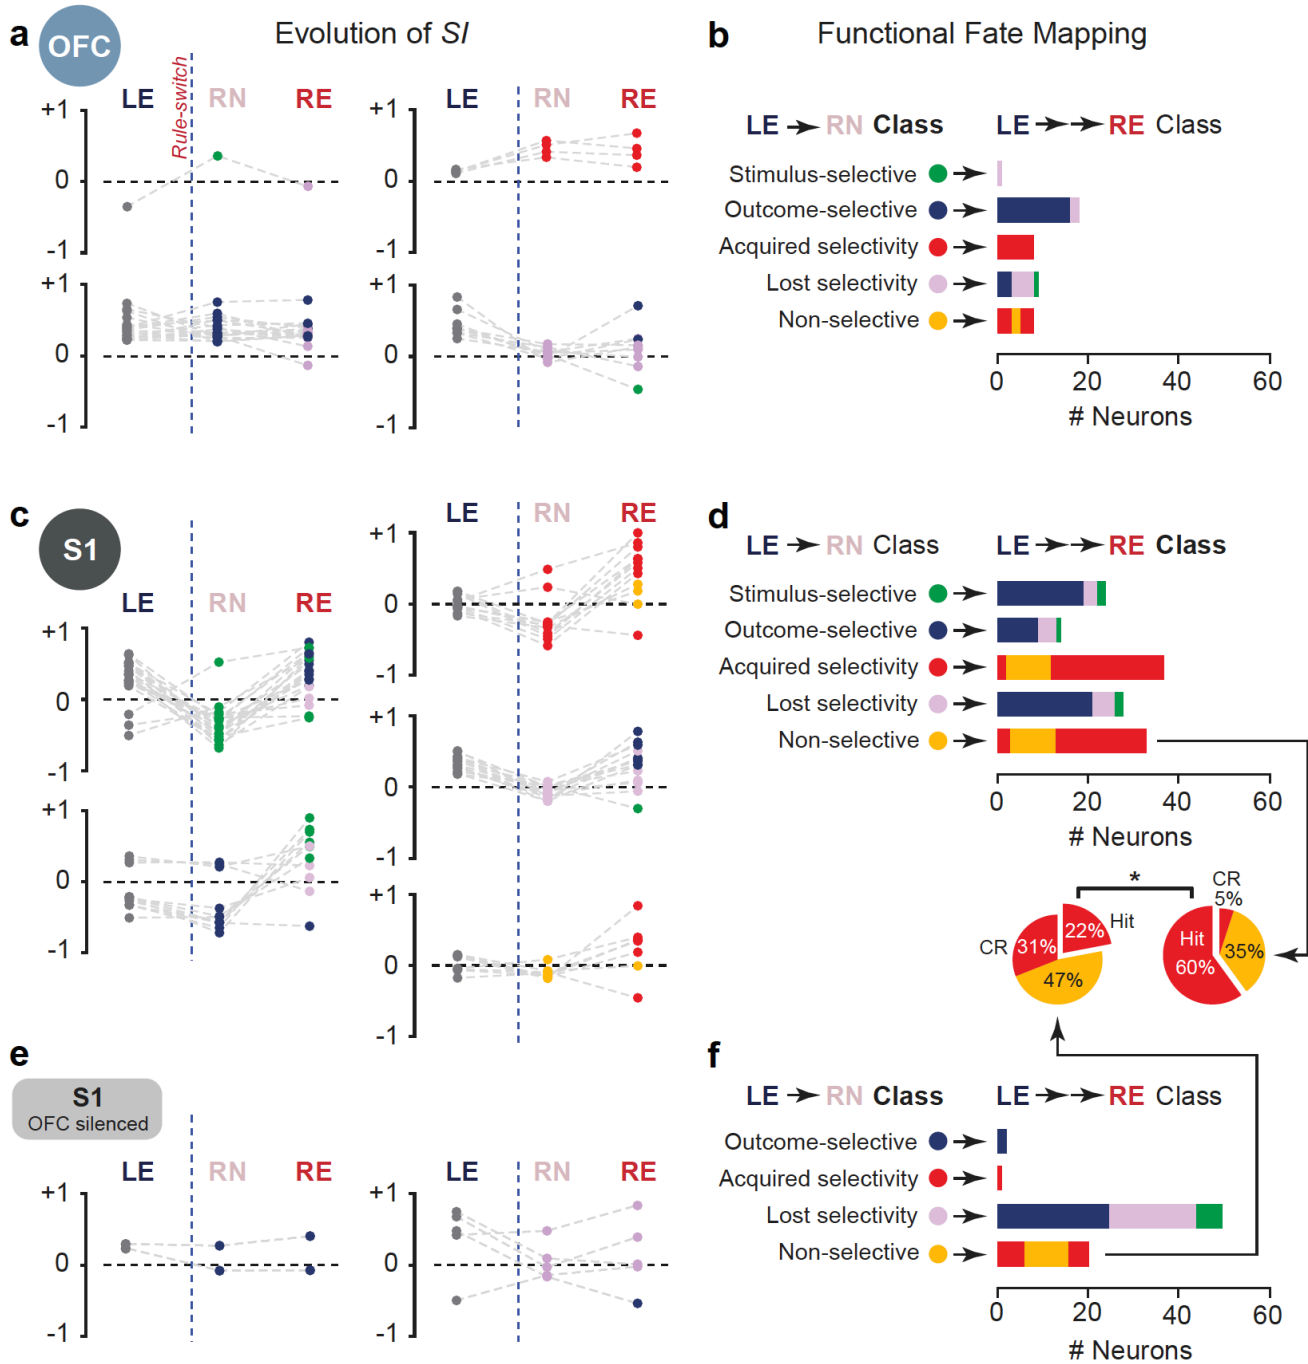 a
OFC
Evolution of SI
LE
Rule-switch
RN
RE
+1
0
-1
+1
0
-1
LE
RN
RE
+1
0
-1
+1
0
-1
b
Functional Fate Mapping
LE RN Class
LE RE Class
Stimulus-selective
Outcome-selective
Acquired selectivity
Lost selectivity
Non-selective
0 20 40 60
# Neurons
c
S1
LE
RN
RE
+1
0
-1
+1
0
-1
LE
RN
RE
+1
0
-1
+1
0
-1
+1
0
-1
d
LE RN Class
LE RE Class
Stimulus-selective
Outcome-selective
Acquired selectivity
Lost selectivity
Non-selective
0 20 40 60
# Neurons
*
CR
31%
22%
Hit
47%
CR
5%
Hit
60%
35%
e
S1
OFC silenced
LE
RN
RE
+1
0
-1
LE
RN
RE
+1
0
-1
f
LE RN Class
LE RE Class
Outcome-selective
Acquired selectivity
Lost selectivity
Non-selective
0 20 40 60
# Neurons